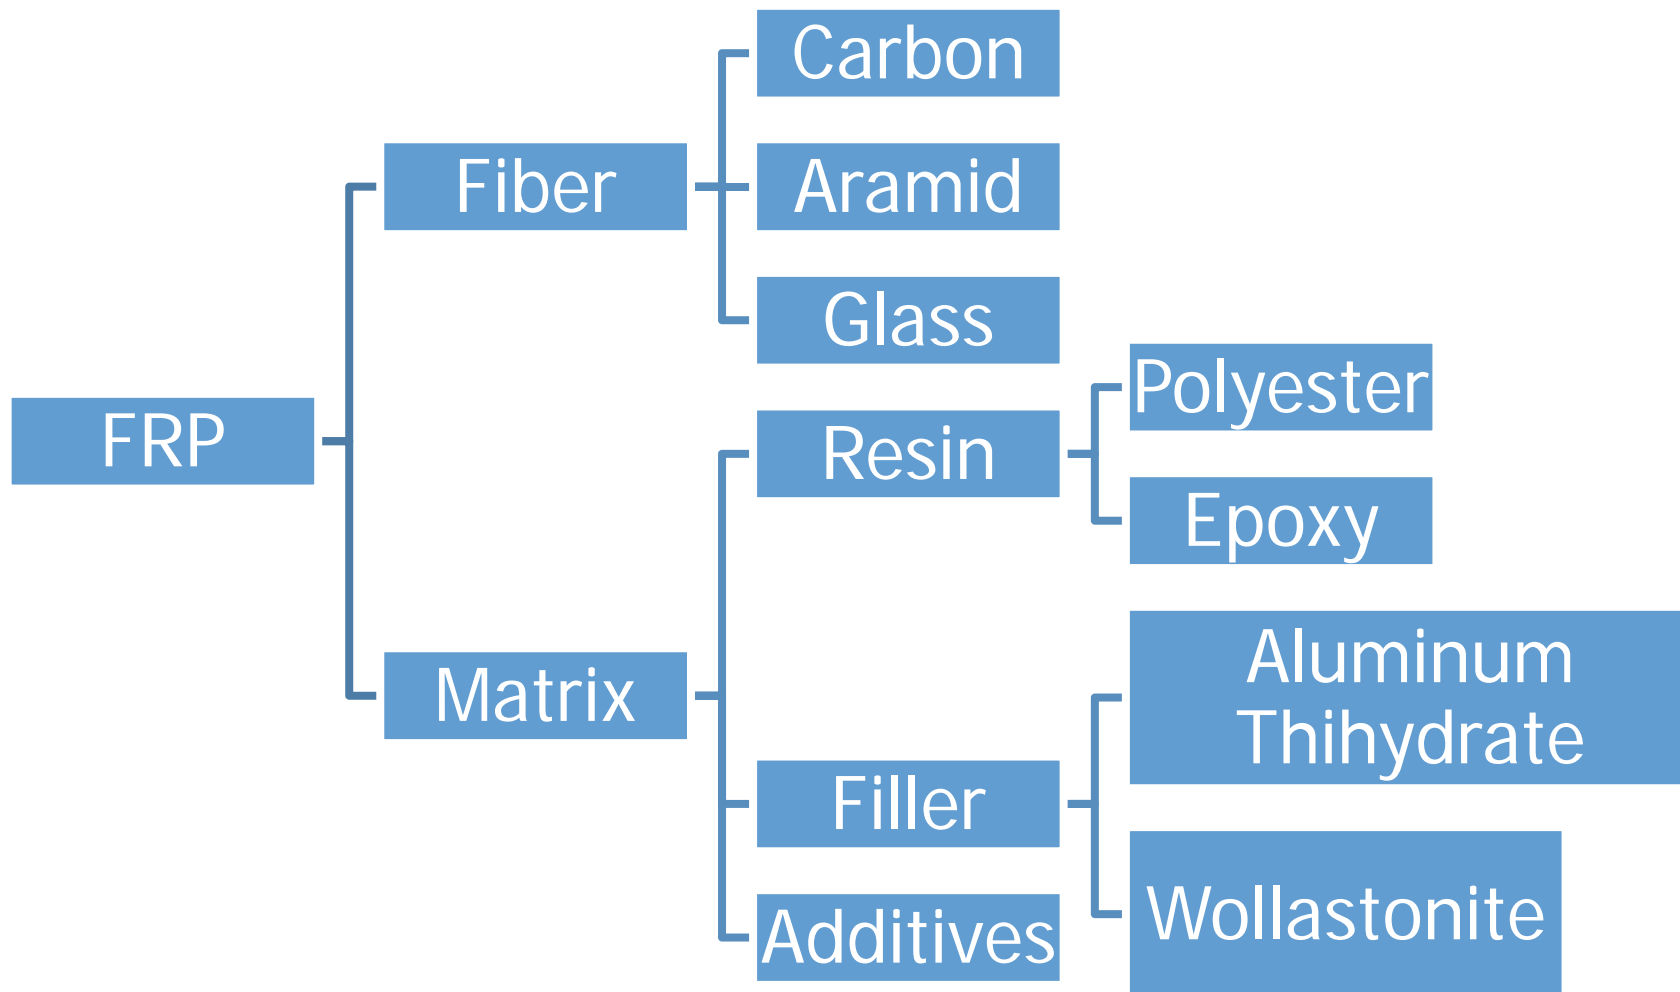 FRP
Fiber
Carbon
Aramid
Glass
Matrix
Resin
Polyester
Epoxy
Filler
Aluminum
Thihydrate
Wollastonite
Additives